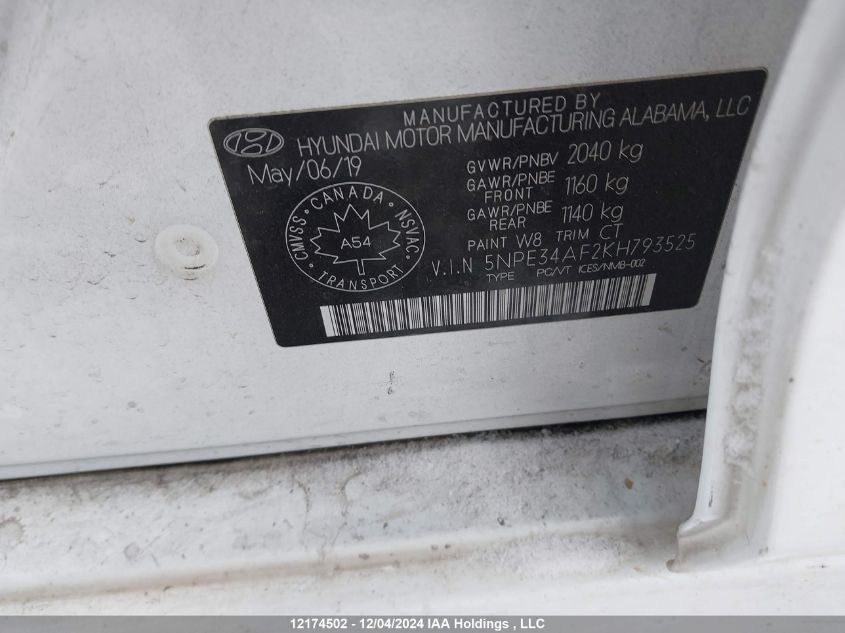 MANUFACTURED BY
HYUNDAI MOTOR MANUFACTURING ALABAMA, LLC
May/06/19
GVWR/PNBV 2040 kg
GAWR/PNBE FRONT 1160 kg
GAWR/PNBE REAR 1140 kg
PAINT W8 TRIM CT
V.I.N 5NPE34AF2KH793525
TYPE PC/VT ICES/NMB-002
CMVSS · CANADA · NSVAC
A54
TRANSPORT
12174502 - 12/04/2024 IAA Holdings , LLC